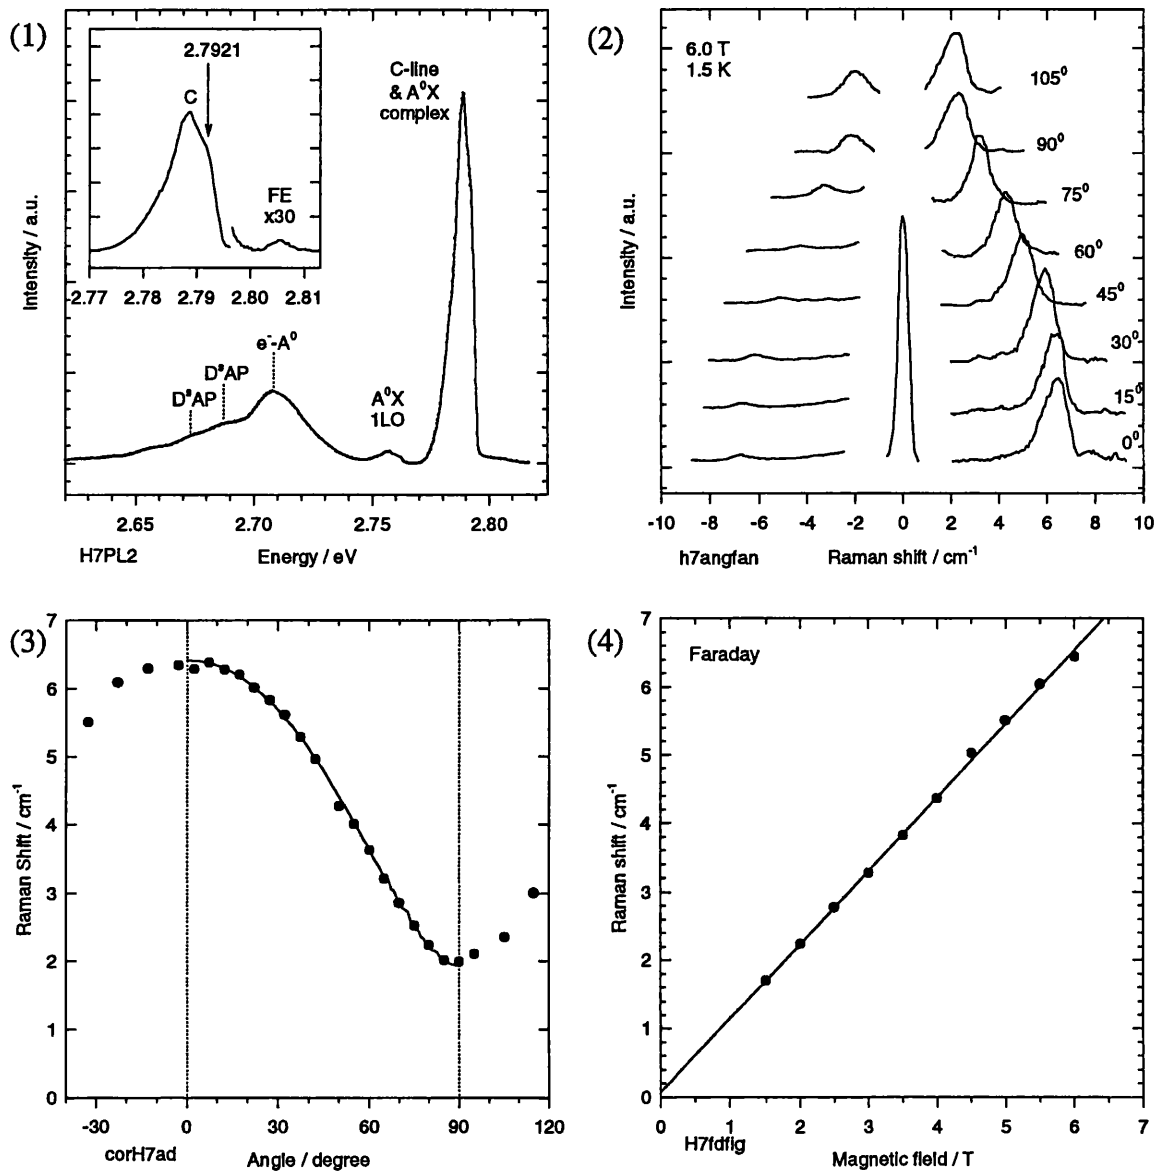 (1)
2.7921
C
FE
x30
2.77 2.78 2.79 2.80 2.81
C-line
& A⁰X
complex
e⁻-A⁰
DᵃAP
DᵃAP
A⁰X
1LO
Intensity / a.u.
2.65 2.70 2.75 2.80
H7PL2
Energy / eV
(2)
6.0 T
1.5 K
105⁰
90⁰
75⁰
60⁰
45⁰
30⁰
15⁰
0⁰
Intensity / a.u.
-10 -8 -6 -4 -2 0 2 4 6 8 10
h7angfan
Raman shift / cm⁻¹
(3)
7
6
5
4
3
2
1
0
Raman Shift / cm⁻¹
-30 0 30 60 90 120
corH7ad
Angle / degree
(4)
Faraday
7
6
5
4
3
2
1
0
Raman shift / cm⁻¹
0 1 2 3 4 5 6 7
H7fdfig
Magnetic field / T